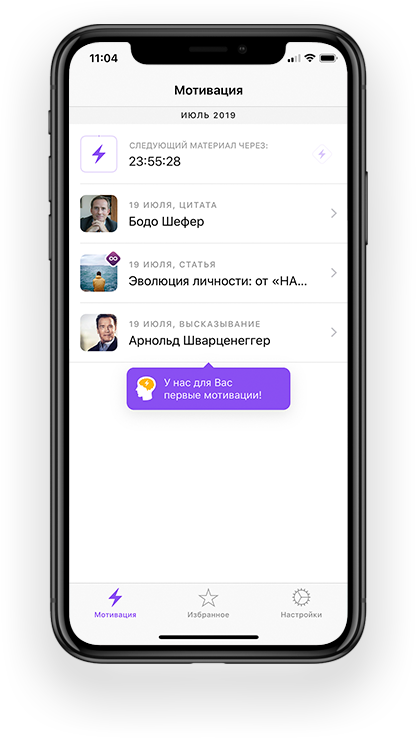 11:04
Мотивация
ИЮЛЬ 2019
СЛЕДУЮЩИЙ МАТЕРИАЛ ЧЕРЕЗ:
23:55:28
19 ИЮЛЯ, ЦИТАТА
Бодо Шефер
19 ИЮЛЯ, СТАТЬЯ
Эволюция личности: от «НА...
19 ИЮЛЯ, ВЫСКАЗЫВАНИЕ
Арнольд Шварценеггер
У нас для Вас
первые мотивации!
Мотивация
Избранное
Настройки